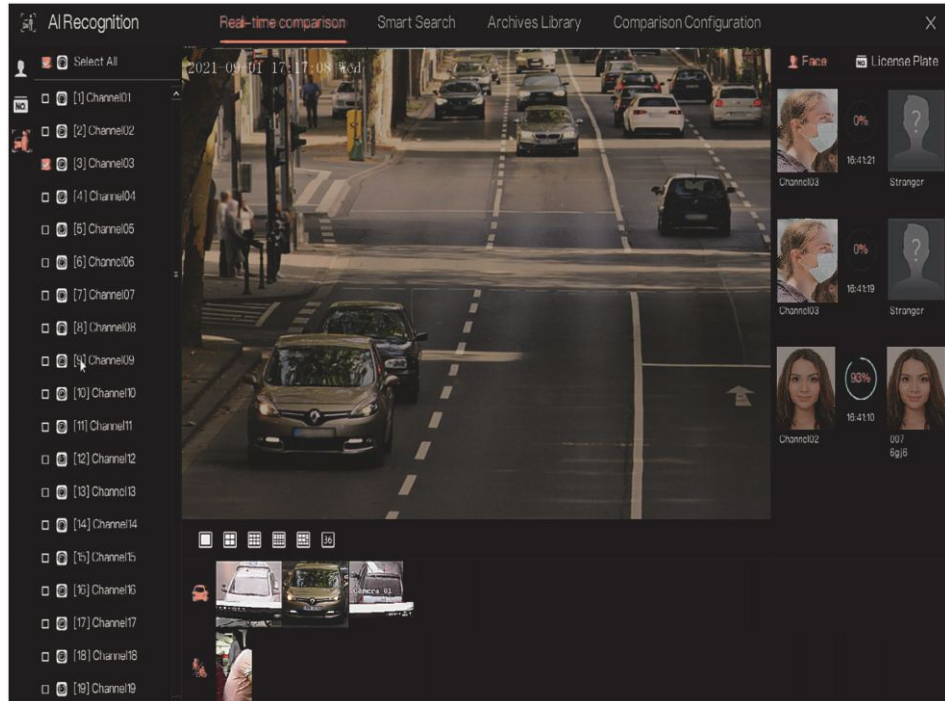 AI Recognition
Real-time comparison
Smart Search
Archives Library
Comparison Configuration
Select All
[1] Channel01
[2] Channel02
[3] Channel03
[4] Channel04
[5] Channel05
[6] Channel06
[7] Channel07
[8] Channel08
[9] Channel09
[10] Channel10
[11] Channel11
[12] Channel12
[13] Channel13
[14] Channel14
[15] Channel15
[16] Channel16
[17] Channel17
[18] Channel18
[19] Channel19
NO.
2021-09-01 17:17:08 Wed
36
Camera 01
Face
NO.
License Plate
0%
16:41:21
Channel03
Stranger
0%
16:41:19
Channel03
Stranger
93%
16:41:10
Channel02
007
6gj6